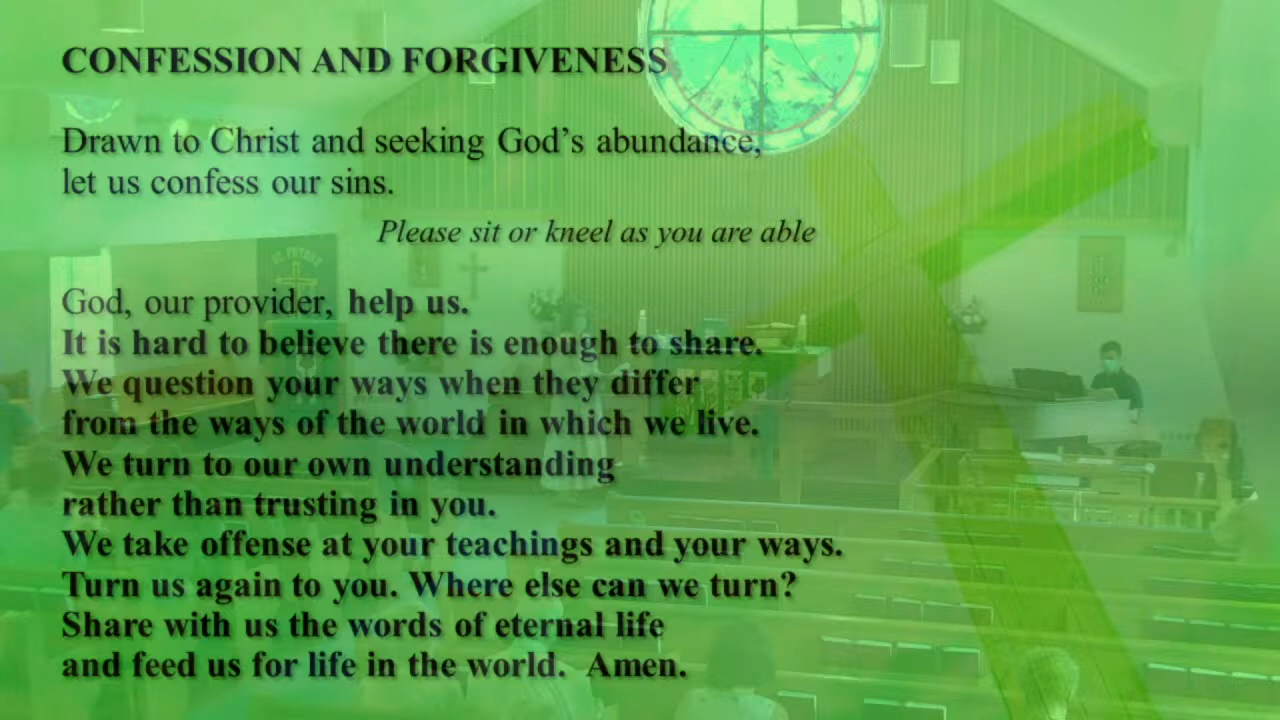 CONFESSION AND FORGIVENESS
Drawn to Christ and seeking God’s abundance,
let us confess our sins.
Please sit or kneel as you are able
God, our provider, help us.
It is hard to believe there is enough to share.
We question your ways when they differ
from the ways of the world in which we live.
We turn to our own understanding
rather than trusting in you.
We take offense at your teachings and your ways.
Turn us again to you. Where else can we turn?
Share with us the words of eternal life
and feed us for life in the world.  Amen.